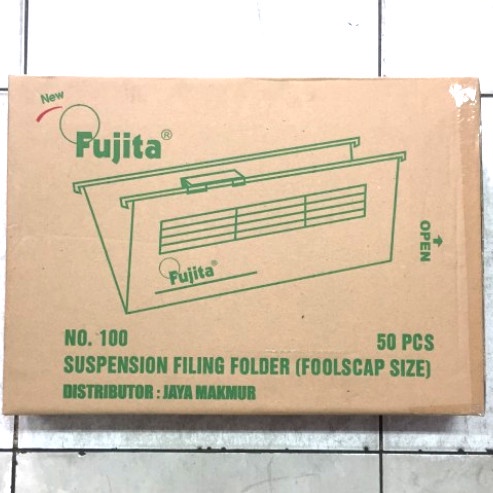 New
Fujita®
OPEN
Fujita®
NO. 100
50 PCS
SUSPENSION FILING FOLDER (FOOLSCAP SIZE)
DISTRIBUTOR : JAYA MAKMUR